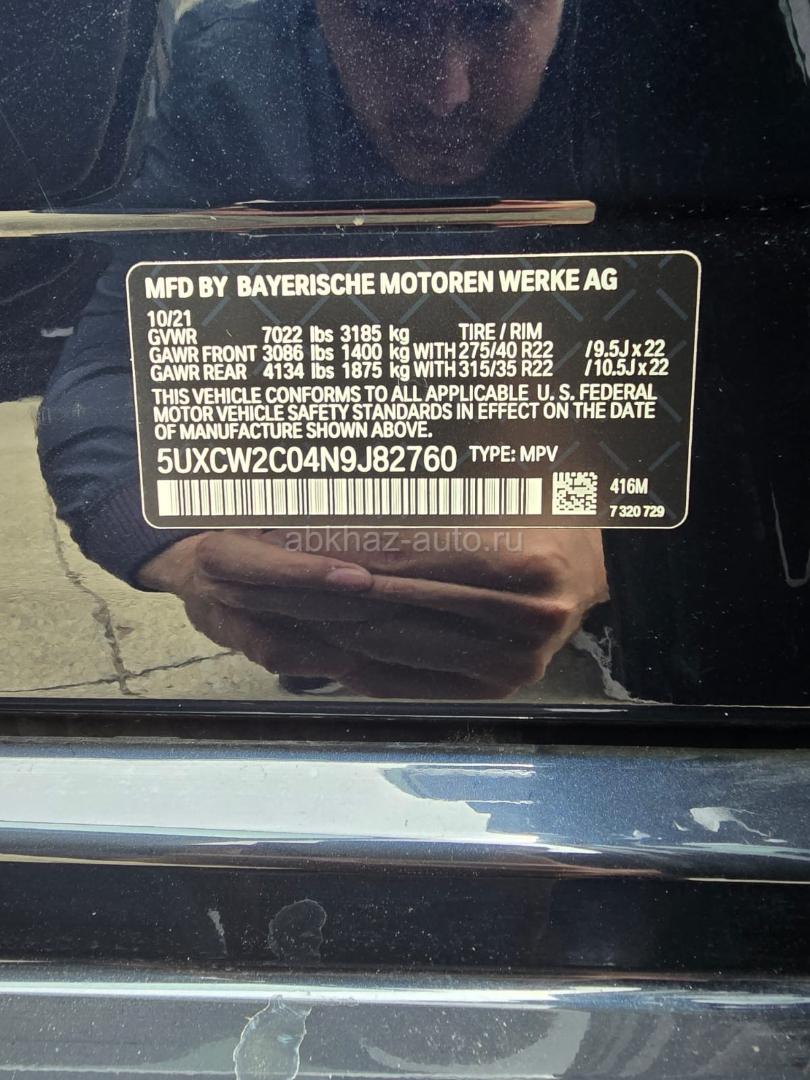 MFD BY BAYERISCHE MOTOREN WERKE AG
10/21
GVWR 7022 lbs 3185 kg TIRE / RIM
GAWR FRONT 3086 lbs 1400 kg WITH 275/40 R22 /9.5J x 22
GAWR REAR 4134 lbs 1875 kg WITH 315/35 R22 /10.5J x 22
THIS VEHICLE CONFORMS TO ALL APPLICABLE U. S. FEDERAL
MOTOR VEHICLE SAFETY STANDARDS IN EFFECT ON THE DATE
OF MANUFACTURE SHOWN ABOVE.
5UXCW2C04N9J82760 TYPE: MPV
416M
7 320 729
abkhaz-auto.ru